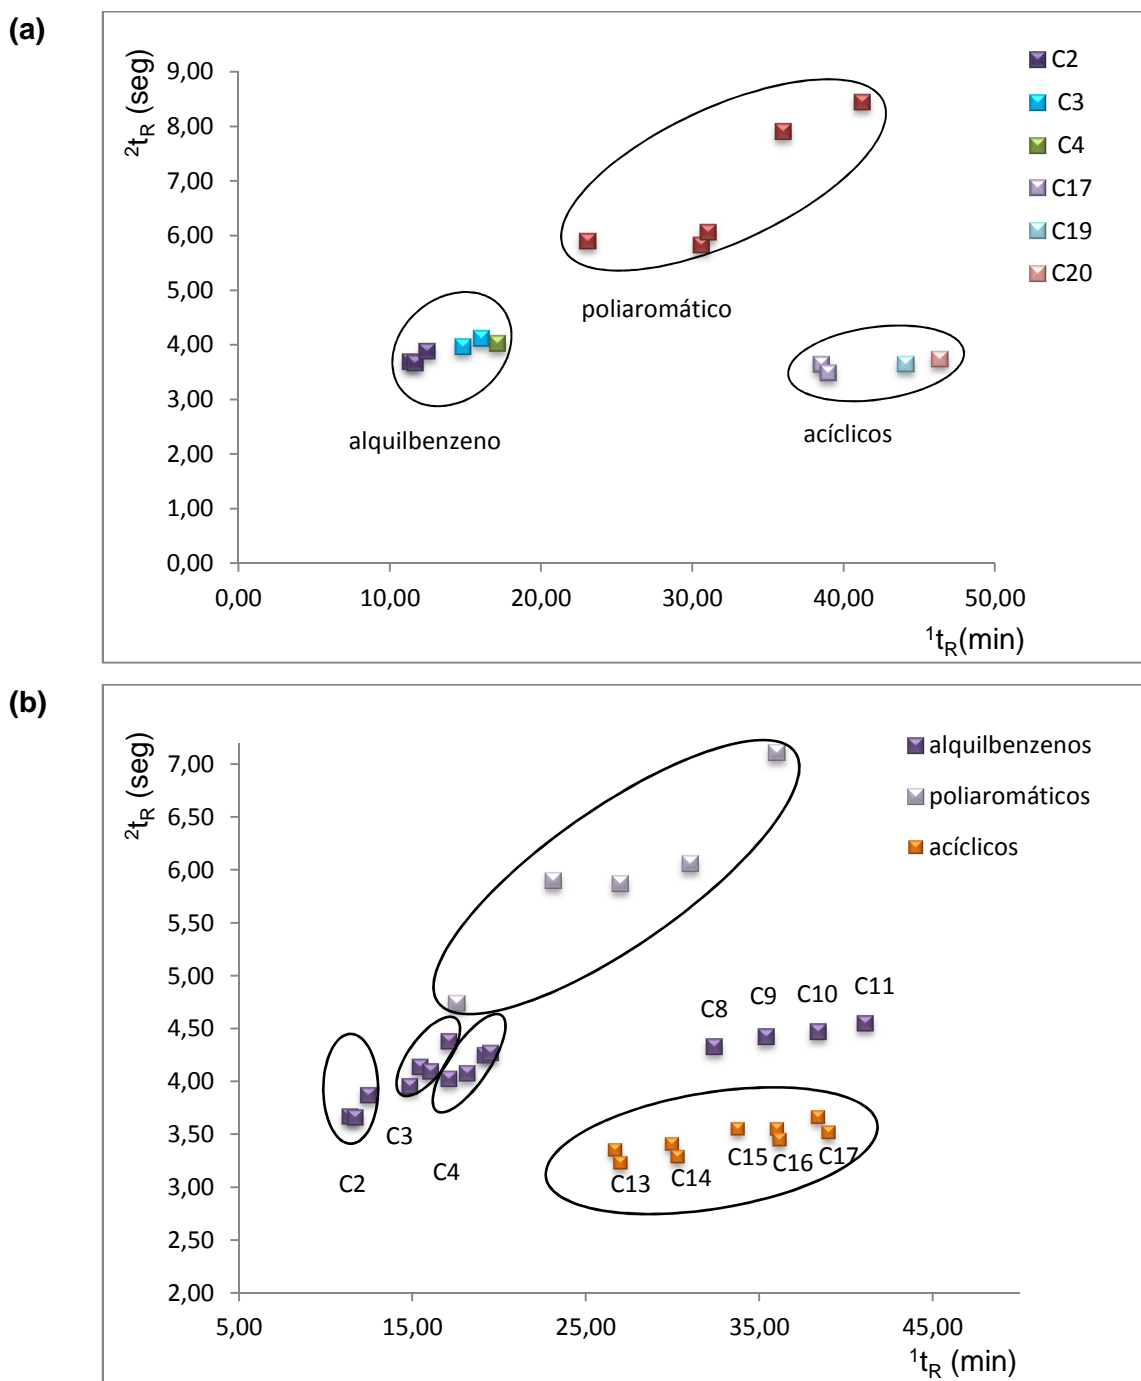 (a)
²tR (seg)
9,00
8,00
7,00
6,00
5,00
4,00
3,00
2,00
1,00
0,00
0,00 10,00 20,00 30,00 40,00 50,00
¹tR(min)
poliaromático
alquilbenzeno
acíclicos
C2
C3
C4
C17
C19
C20
(b)
²tR (seg)
7,00
6,50
6,00
5,50
5,00
4,50
4,00
3,50
3,00
2,50
2,00
5,00 15,00 25,00 35,00 45,00
¹tR (min)
alquilbenzenos
poliaromáticos
acíclicos
C8 C9 C10 C11
C3
C2
C4
C13 C14 C15 C16 C17